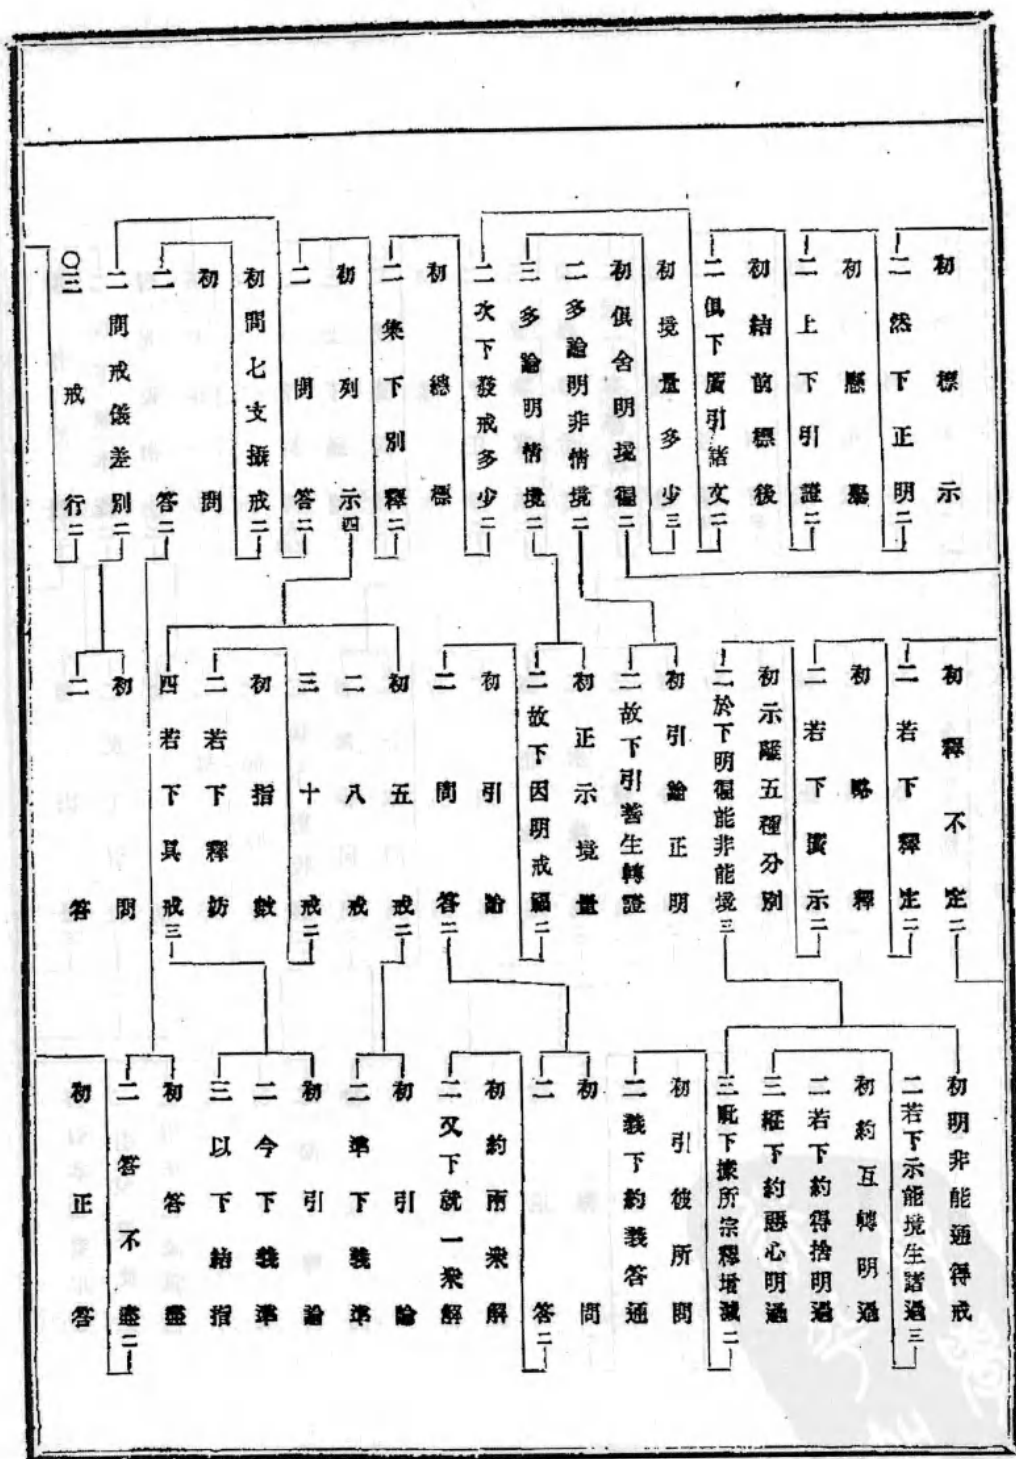 初標示
二然下正明二
初懸
二上下引證二
初結前標後
二俱下廣引諸文二
初境量多少三
初俱舍明境徧二
二多論明非情境二
三多論明情境二
二次下發戒多少二
初總標
二集下別釋二
初列示四
二問答二
初問七支攝戒二
初問
二答二
二問戒儀差別二
〇三戒行二
初釋不定二
二若下釋定二
初略釋
二若下廣示二
初示離五種分別
二於下明徧能非能境三
初引論正明
二故下引善生轉證
初正示境量
二故下因明戒福二
初引論
二問答二
初五戒二
二八戒
三十戒二
初指數
二若下釋妨
四若下具戒三
初問
二答
初明非能通得戒
二若下示能境生諸過三
初約互轉明過
二若下約得捨明過
三縱下約惡心明過
三毗下據所宗釋增減二
初引彼所問
二義下約義答通
初問
二答二
初約兩衆解
二又下就一衆解
初引論
二準下義準
初引論
二今下義準
三以下結指
初答盡
二答不盡二
初正答